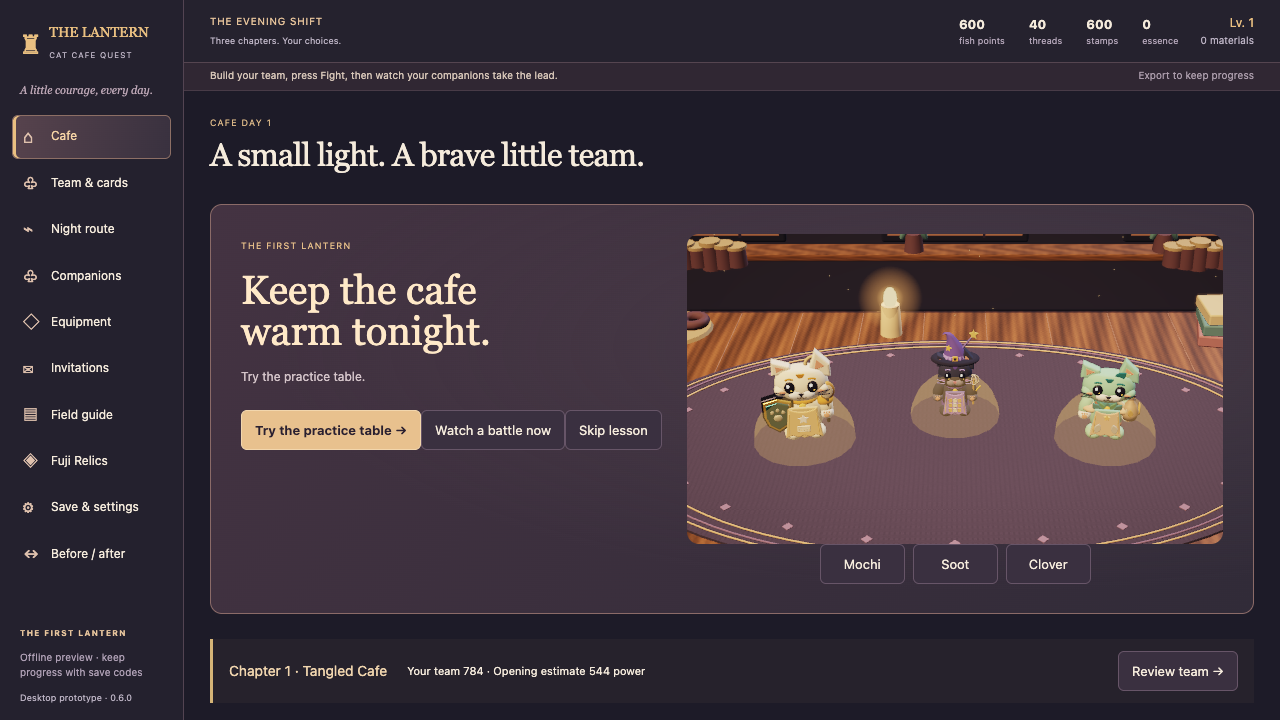 THE LANTERN
CAT CAFE QUEST
A little courage, every day.
Cafe
Team & cards
Night route
Companions
Equipment
Invitations
Field guide
Fuji Relics
Save & settings
Before / after
THE FIRST LANTERN
Offline preview · keep
progress with save codes
Desktop prototype · 0.6.0
THE EVENING SHIFT
Three chapters. Your choices.
600 fish points
40 threads
600 stamps
0 essence
Lv. 1
0 materials
Build your team, press Fight, then watch your companions take the lead.
Export to keep progress
CAFE DAY 1
A small light. A brave little team.
THE FIRST LANTERN
Keep the cafe
warm tonight.
Try the practice table.
Try the practice table →
Watch a battle now
Skip lesson
Mochi
Soot
Clover
Chapter 1 · Tangled Cafe
Your team 784 · Opening estimate 544 power
Review team →